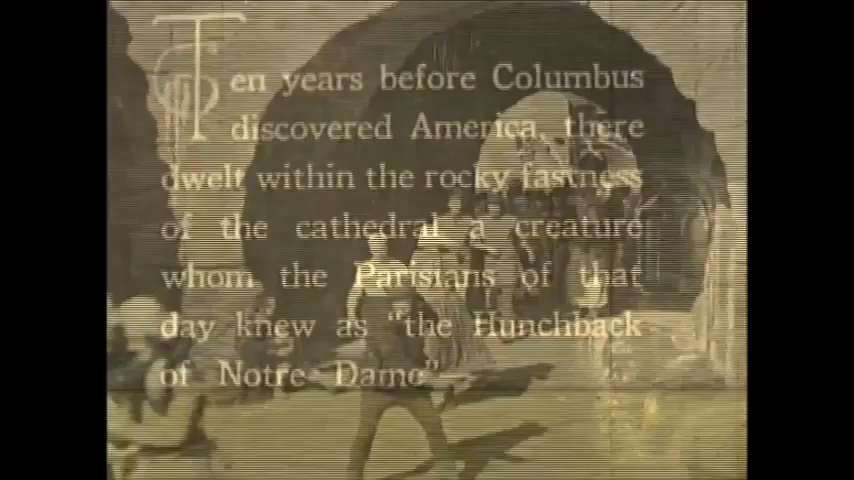 Ten years before Columbus
discovered America, there
dwelt within the rocky fastness
of the cathedral a creature
whom the Parisians of that
day knew as "the Hunchback
of Notre Dame"—